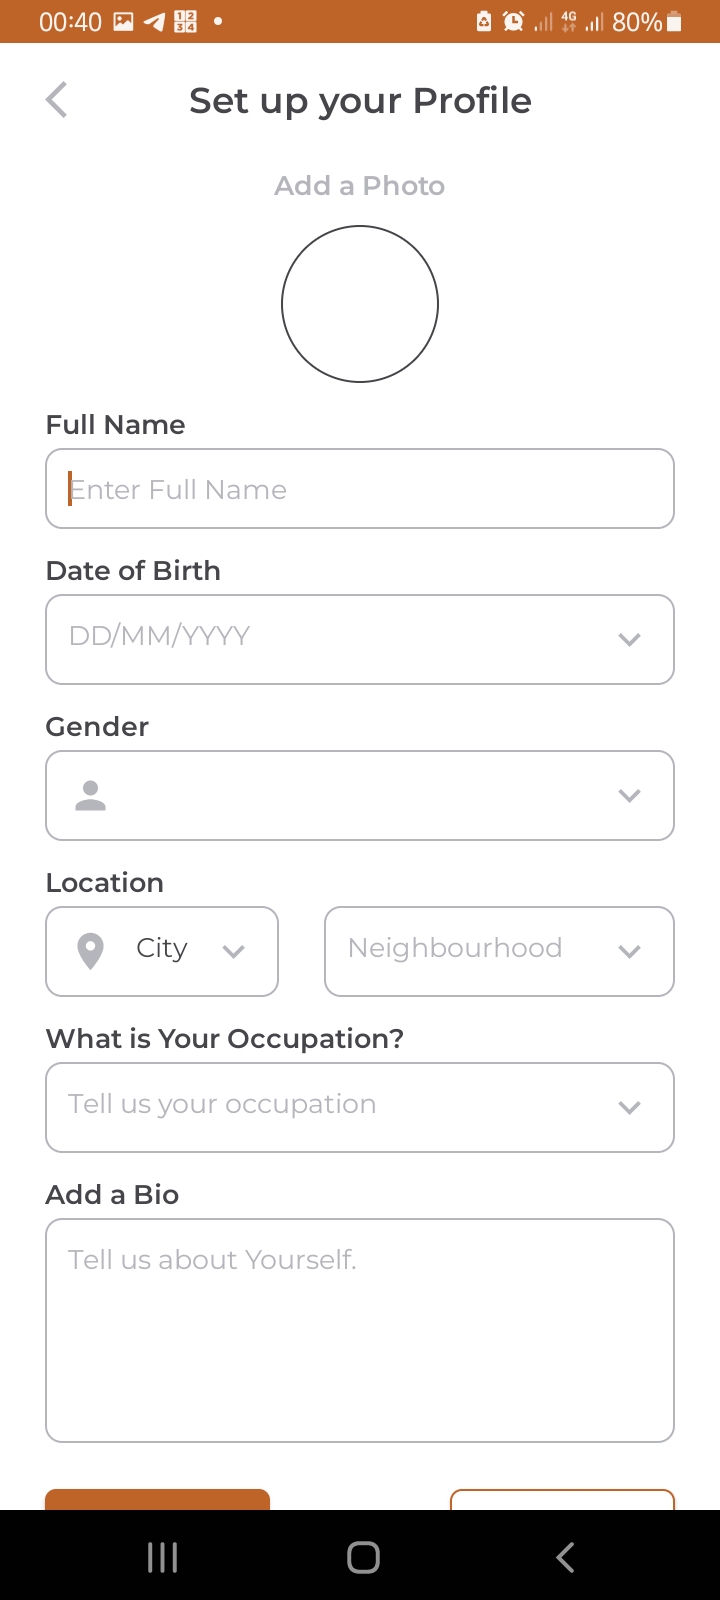 00:40 4G 80%
Set up your Profile
Add a Photo
Full Name
Enter Full Name
Date of Birth
DD/MM/YYYY
Gender
Location
City Neighbourhood
What is Your Occupation?
Tell us your occupation
Add a Bio
Tell us about Yourself.